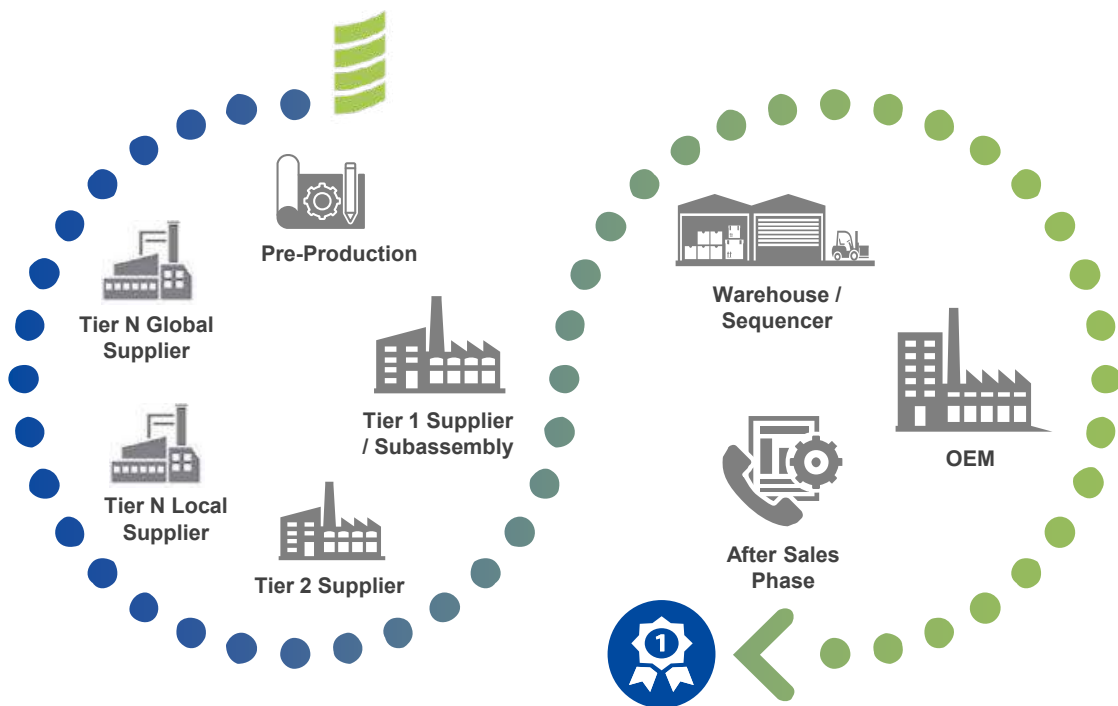 Pre-Production
Tier N Global
Supplier
Tier N Local
Supplier
Tier 2 Supplier
Tier 1 Supplier
/ Subassembly
Warehouse /
Sequencer
OEM
After Sales
Phase
1